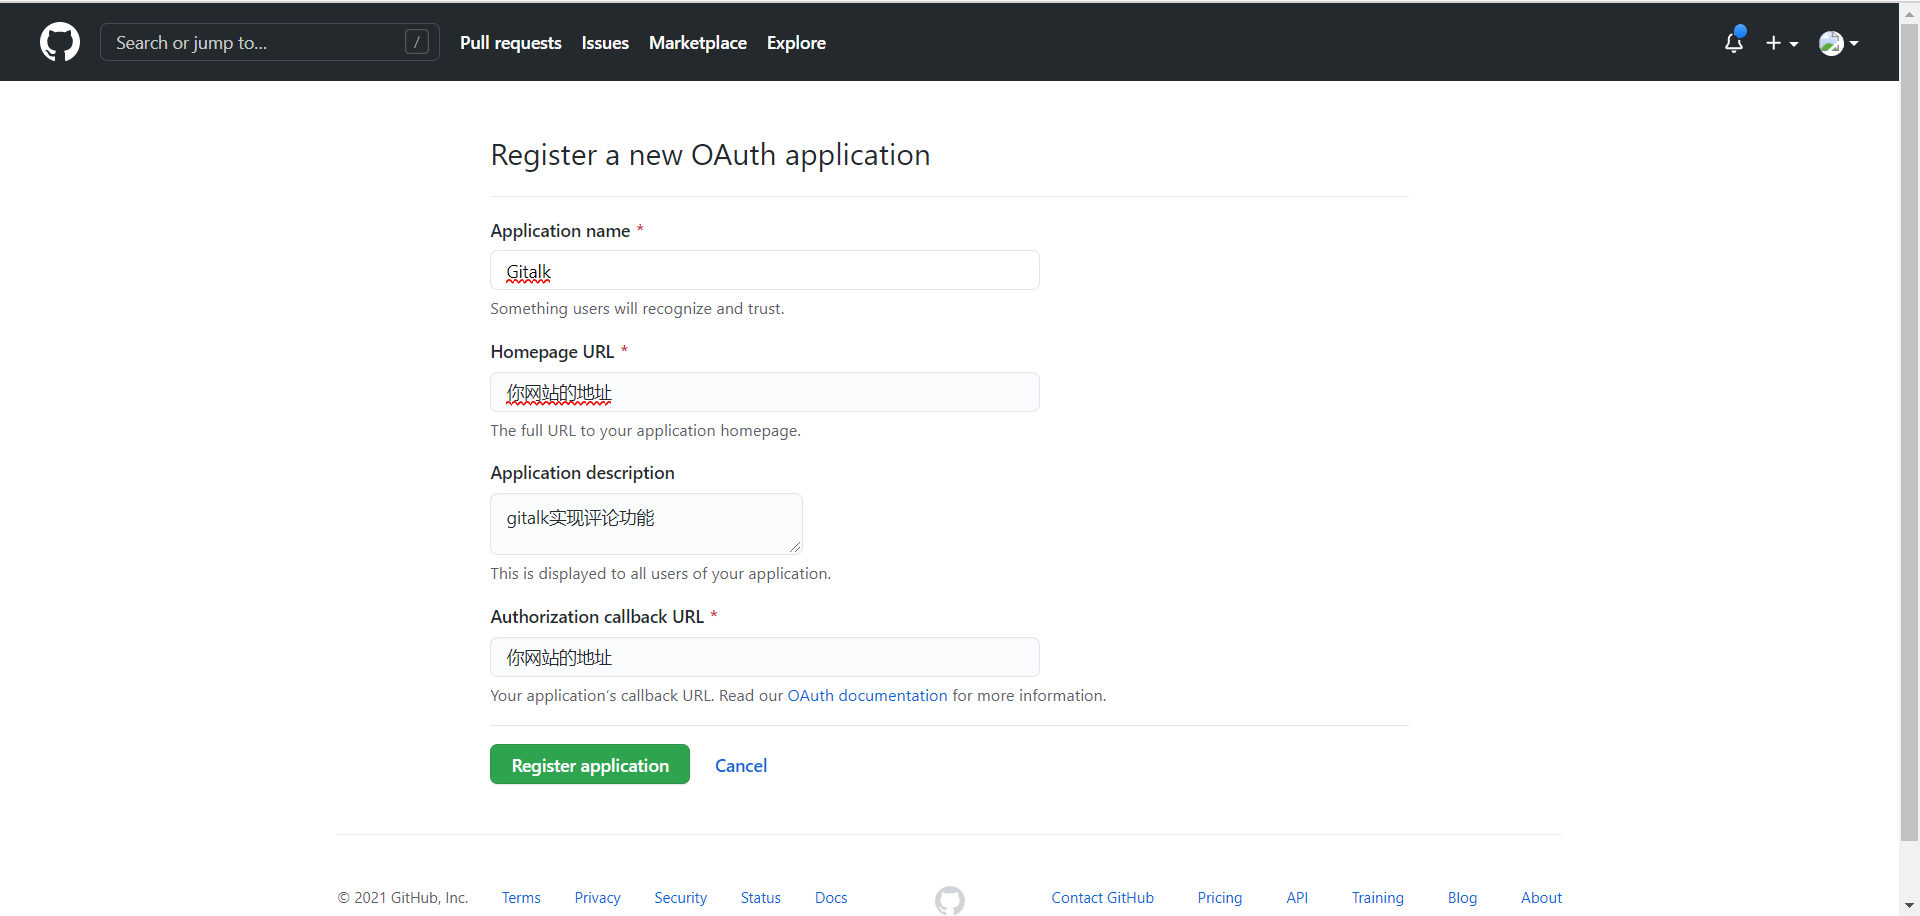 Search or jump to... /
Pull requests Issues Marketplace Explore
Register a new OAuth application
Application name *
Gitalk
Something users will recognize and trust.
Homepage URL *
你网站的地址
The full URL to your application homepage.
Application description
gitalk实现评论功能
This is displayed to all users of your application.
Authorization callback URL *
你网站的地址
Your application's callback URL. Read our OAuth documentation for more information.
Register application Cancel
© 2021 GitHub, Inc. Terms Privacy Security Status Docs Contact GitHub Pricing API Training Blog About